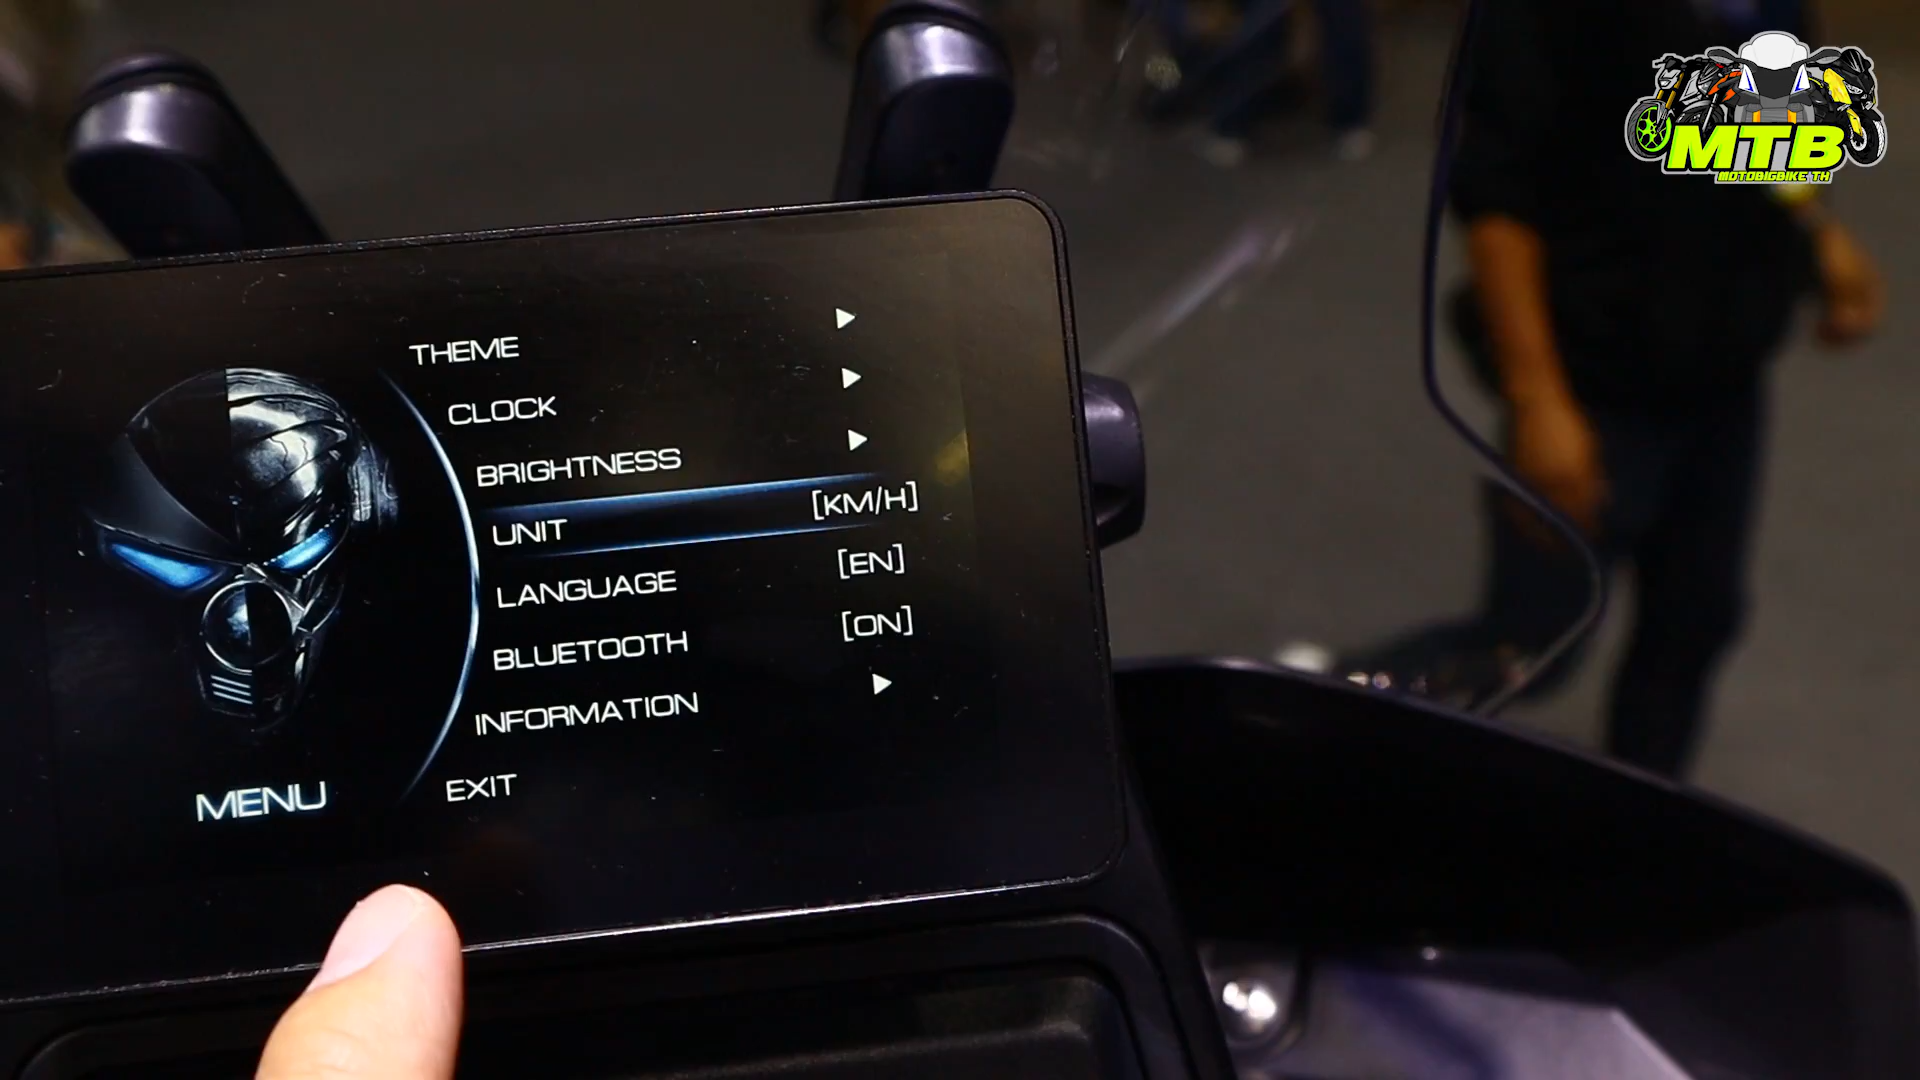 MTB
MOTOBIGBIKE TH
THEME
CLOCK
BRIGHTNESS
UNIT [KM/H]
LANGUAGE [EN]
BLUETOOTH [ON]
INFORMATION
EXIT
MENU